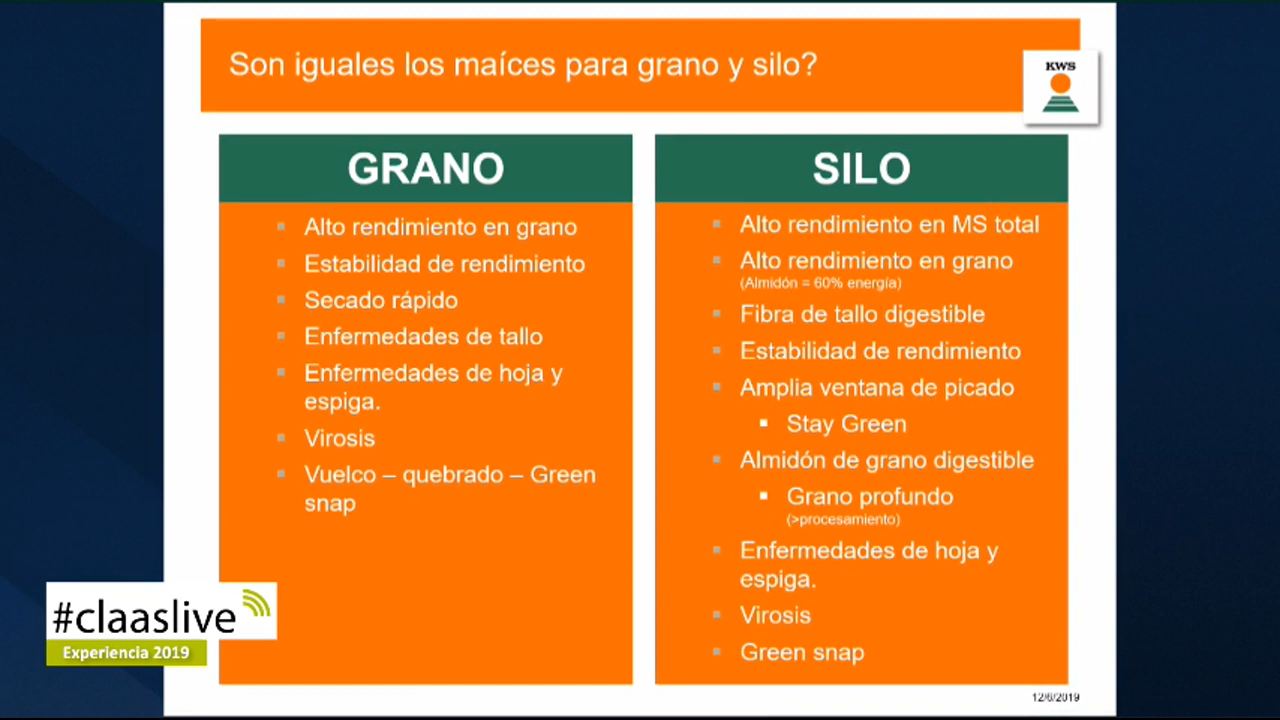 Son iguales los maíces para grano y silo?
KWS
GRANO
Alto rendimiento en grano
Estabilidad de rendimiento
Secado rápido
Enfermedades de tallo
Enfermedades de hoja y
espiga.
Virosis
Vuelco – quebrado – Green
snap
SILO
Alto rendimiento en MS total
Alto rendimiento en grano
(Almidón = 60% energía)
Fibra de tallo digestible
Estabilidad de rendimiento
Amplia ventana de picado
Stay Green
Almidón de grano digestible
Grano profundo
(>procesamiento)
Enfermedades de hoja y
espiga.
Virosis
Green snap
#claaslive
Experiencia 2019
12/6/2019